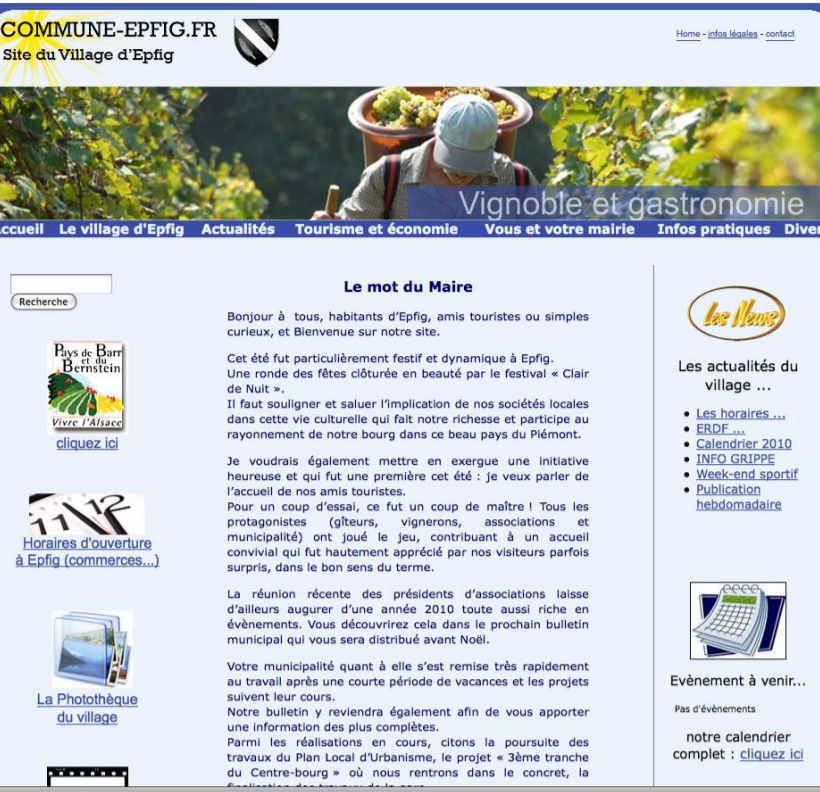 COMMUNE-EPFIG.FR
Site du Village d'Epfig
Home - infos légales - contact
Vignoble et gastronomie
ccueil Le village d'Epfig Actualités Tourisme et économie Vous et votre mairie Infos pratiques Diver
Recherche
Pays de Barr
et du
Bernstein
Vivre l'Alsace
cliquez ici
11 12
Horaires d'ouverture
à Epfig (commerces...)
La Photothèque
du village
Le mot du Maire
Bonjour à tous, habitants d'Epfig, amis touristes ou simples
curieux, et Bienvenue sur notre site.
Cet été fut particulièrement festif et dynamique à Epfig.
Une ronde des fêtes clôturée en beauté par le festival « Clair
de Nuit ».
Il faut souligner et saluer l'implication de nos sociétés locales
dans cette vie culturelle qui fait notre richesse et participe au
rayonnement de notre bourg dans ce beau pays du Piémont.
Je voudrais également mettre en exergue une initiative
heureuse et qui fut une première cet été : je veux parler de
l'accueil de nos amis touristes.
Pour un coup d'essai, ce fut un coup de maître ! Tous les
protagonistes (gîteurs, vignerons, associations et
municipalité) ont joué le jeu, contribuant à un accueil
convivial qui fut hautement apprécié par nos visiteurs parfois
surpris, dans le bon sens du terme.
La réunion récente des présidents d'associations laisse
d'ailleurs augurer d'une année 2010 toute aussi riche en
évènements. Vous découvrirez cela dans le prochain bulletin
municipal qui vous sera distribué avant Noël.
Votre municipalité quant à elle s'est remise très rapidement
au travail après une courte période de vacances et les projets
suivent leur cours.
Notre bulletin y reviendra également afin de vous apporter
une information des plus complètes.
Parmi les réalisations en cours, citons la poursuite des
travaux du Plan Local d'Urbanisme, le projet « 3ème tranche
du Centre-bourg » où nous rentrons dans le concret, la
finalisation des travaux de la gare
Les News
Les actualités du
village ...
Les horaires ...
ERDF ...
Calendrier 2010
INFO GRIPPE
Week-end sportif
Publication
hebdomadaire
Evènement à venir...
Pas d'évènements
notre calendrier
complet : cliquez ici